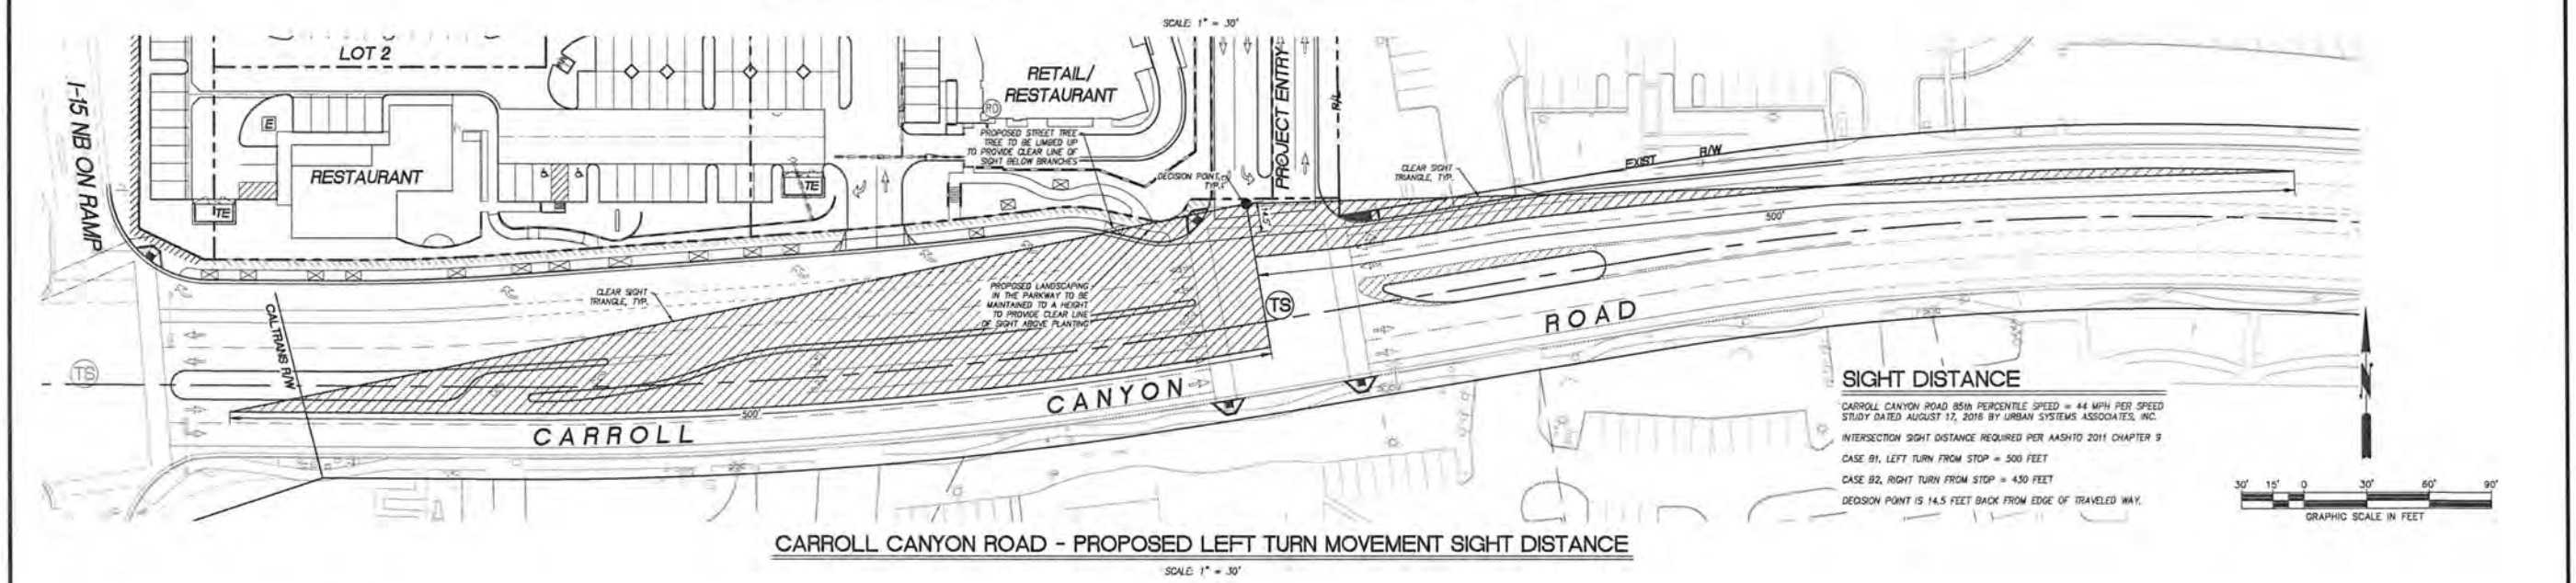 SCALE: 1" = 30'
LOT 2
I-15 NB ON RAMP
E
RESTAURANT
TE
TE
RETAIL/
RESTAURANT
RD
PROPOSED STREET TREE
TREE TO BE LIMBED UP
TO PROVIDE CLEAR LINE OF
SIGHT BELOW BRANCHES
DECISION POINT,
TYP.
14.5'
PROJECT ENTRY
R/L
CLEAR SIGHT
TRIANGLE, TYP.
EXIST R/W
500'
CLEAR SIGHT
TRIANGLE, TYP.
PROPOSED LANDSCAPING
IN THE PARKWAY TO BE
MAINTAINED TO A HEIGHT
TO PROVIDE CLEAR LINE
OF SIGHT ABOVE PLANTING
CALTRANS R/W
TS
TS
500'
CARROLL CANYON ROAD
SIGHT DISTANCE
CARROLL CANYON ROAD 85th PERCENTILE SPEED = 44 MPH PER SPEED
STUDY DATED AUGUST 17, 2016 BY URBAN SYSTEMS ASSOCIATES, INC.
INTERSECTION SIGHT DISTANCE REQUIRED PER AASHTO 2011 CHAPTER 9
CASE B1, LEFT TURN FROM STOP = 500 FEET
CASE B2, RIGHT TURN FROM STOP = 430 FEET
DECISION POINT IS 14.5 FEET BACK FROM EDGE OF TRAVELED WAY.
30' 15' 0 30' 60' 90'
GRAPHIC SCALE IN FEET
CARROLL CANYON ROAD - PROPOSED LEFT TURN MOVEMENT SIGHT DISTANCE
SCALE: 1" = 30'